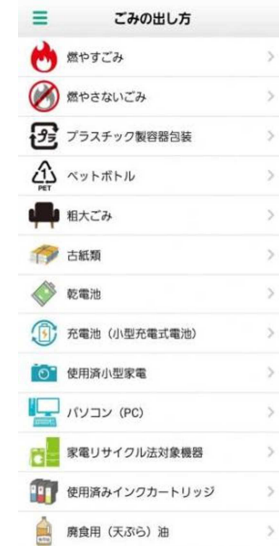 ごみの出し方
燃やすごみ
燃やさないごみ
プラ
プラスチック製容器包装
1
PET
ペットボトル
粗大ごみ
古紙類
乾電池
充電池（小型充電式電池）
使用済小型家電
パソコン（PC）
家電リサイクル法対象機器
使用済みインクカートリッジ
廃食用（天ぷら）油